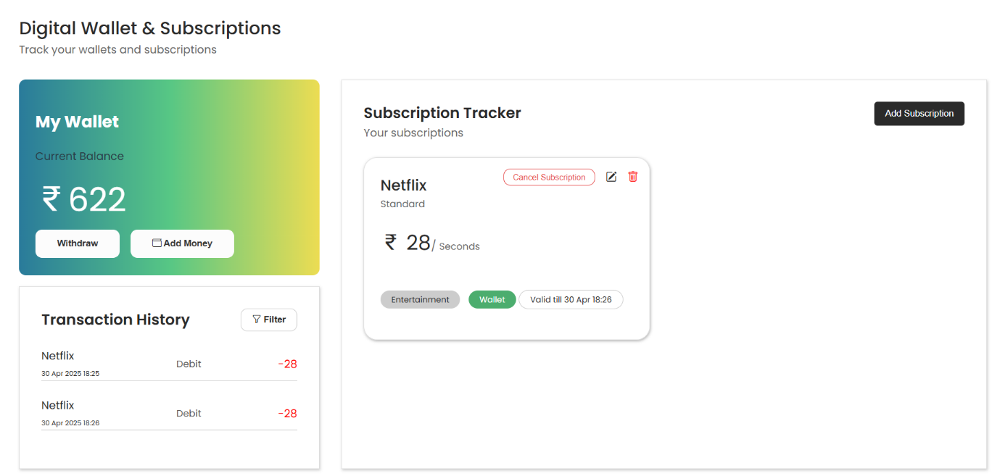 Digital Wallet & Subscriptions
Track your wallets and subscriptions
My Wallet
Current Balance
₹ 622
Withdraw
Add Money
Transaction History
Filter
Netflix
30 Apr 2025 18:25
Debit
-28
Netflix
30 Apr 2025 18:26
Debit
-28
Subscription Tracker
Your subscriptions
Add Subscription
Netflix
Standard
Cancel Subscription
₹ 28/ Seconds
Entertainment
Wallet
Valid till 30 Apr 18:26